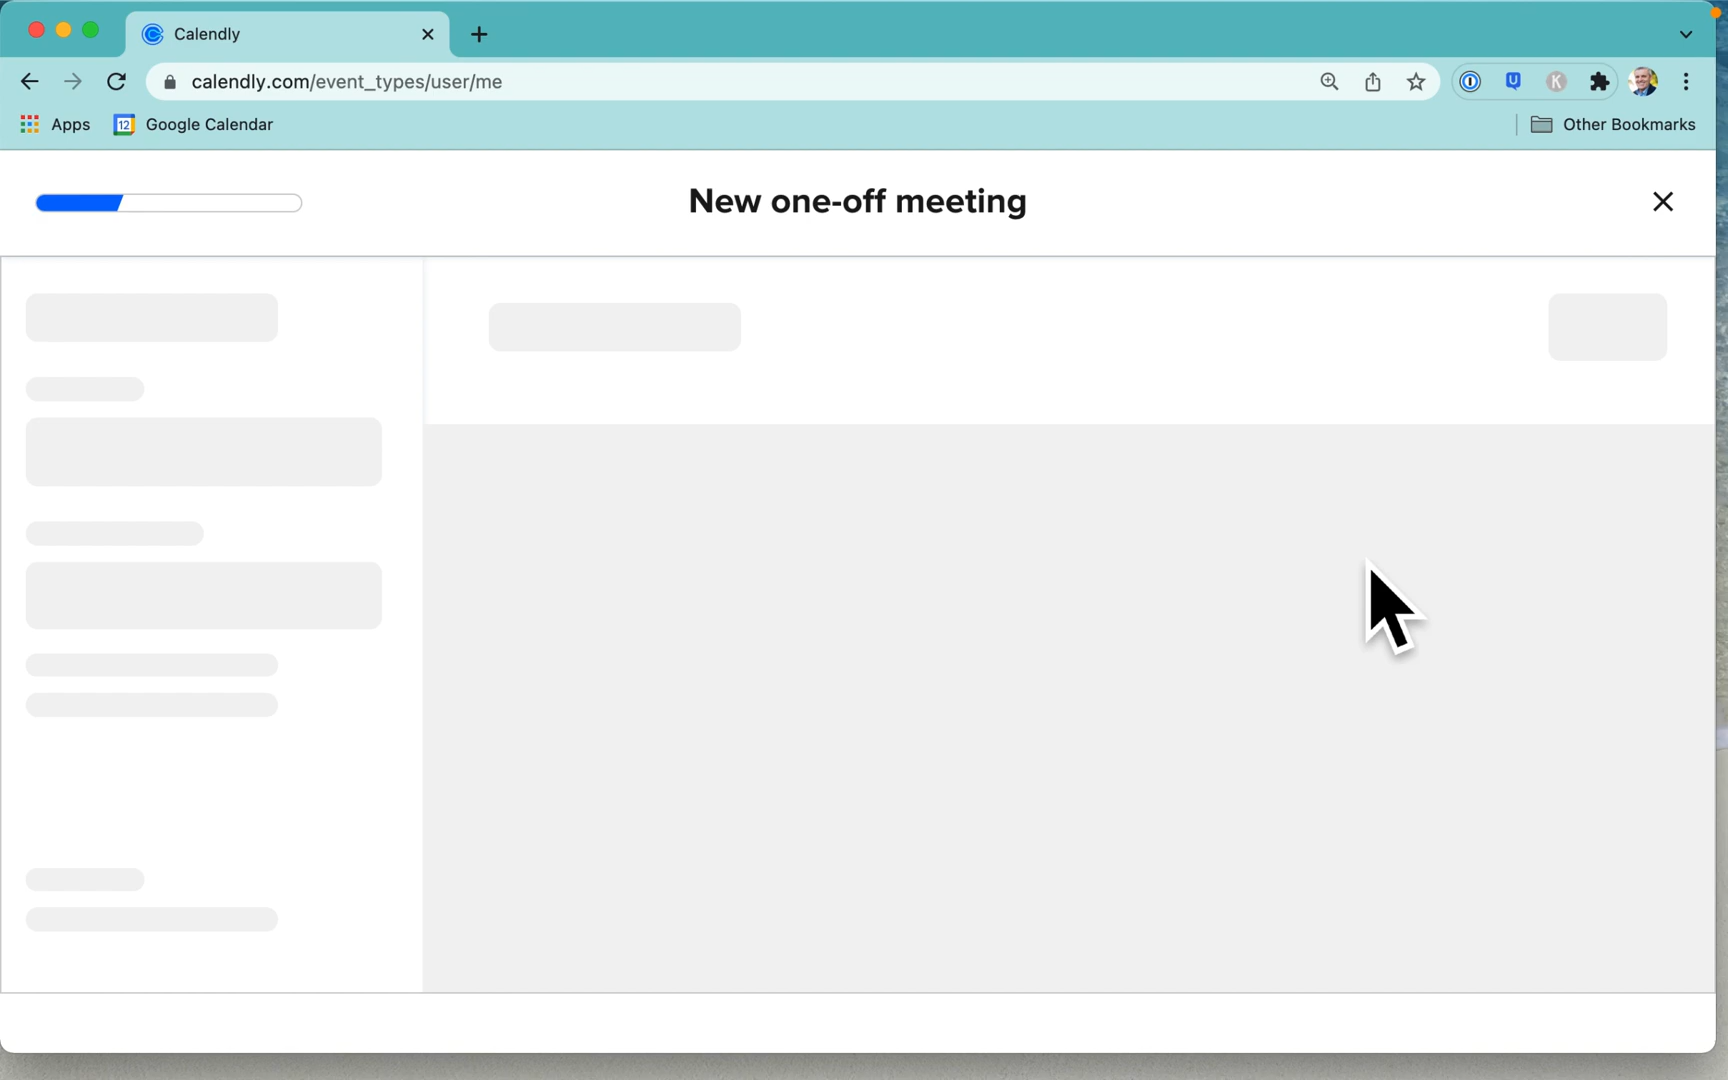 Calendly
calendly.com/event_types/user/me
Apps
12
Google Calendar
Other Bookmarks
New one-off meeting